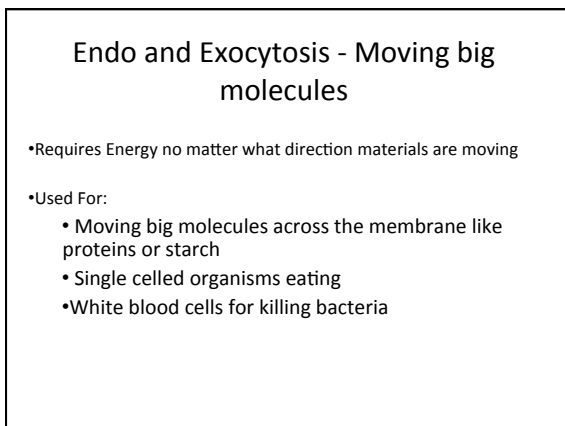 Endo and Exocytosis - Moving big
molecules
•Requires Energy no matter what direction materials are moving
•Used For:
• Moving big molecules across the membrane like
proteins or starch
• Single celled organisms eating
•White blood cells for killing bacteria